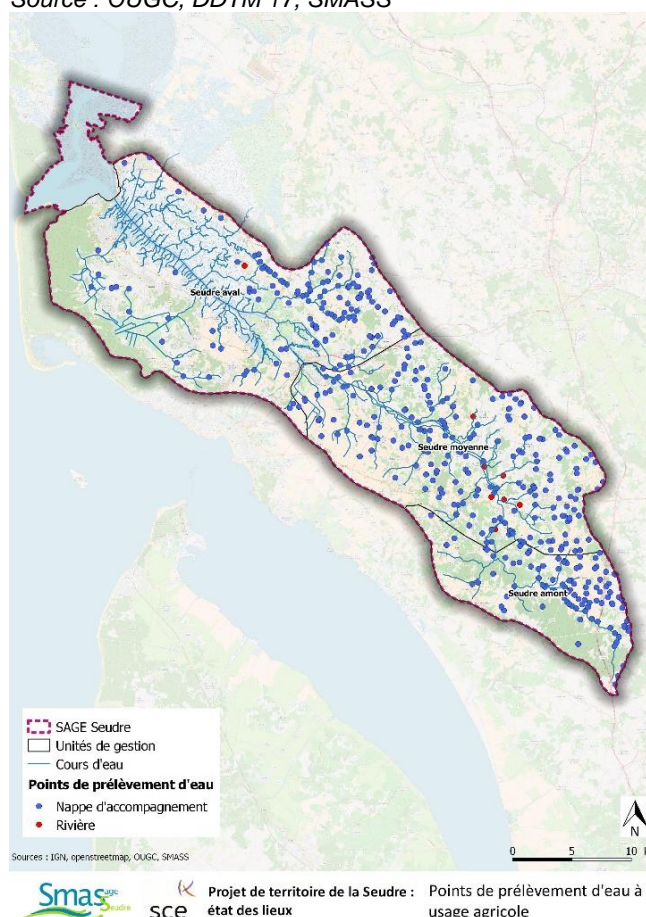 Source : OUGC, DDTM 17, SMASS
Seudre aval
Seudre moyenne
Seudre amont
SAGE Seudre
Unités de gestion
Cours d'eau
Points de prélèvement d'eau
Nappe d'accompagnement
Rivière
N
0 5 10 k
Sources : IGN, openstreetmap, OUGC, SMASS
Smas sage Seudre
sce
Projet de territoire de la Seudre : Points de prélèvement d'eau à
état des lieux usage agricole